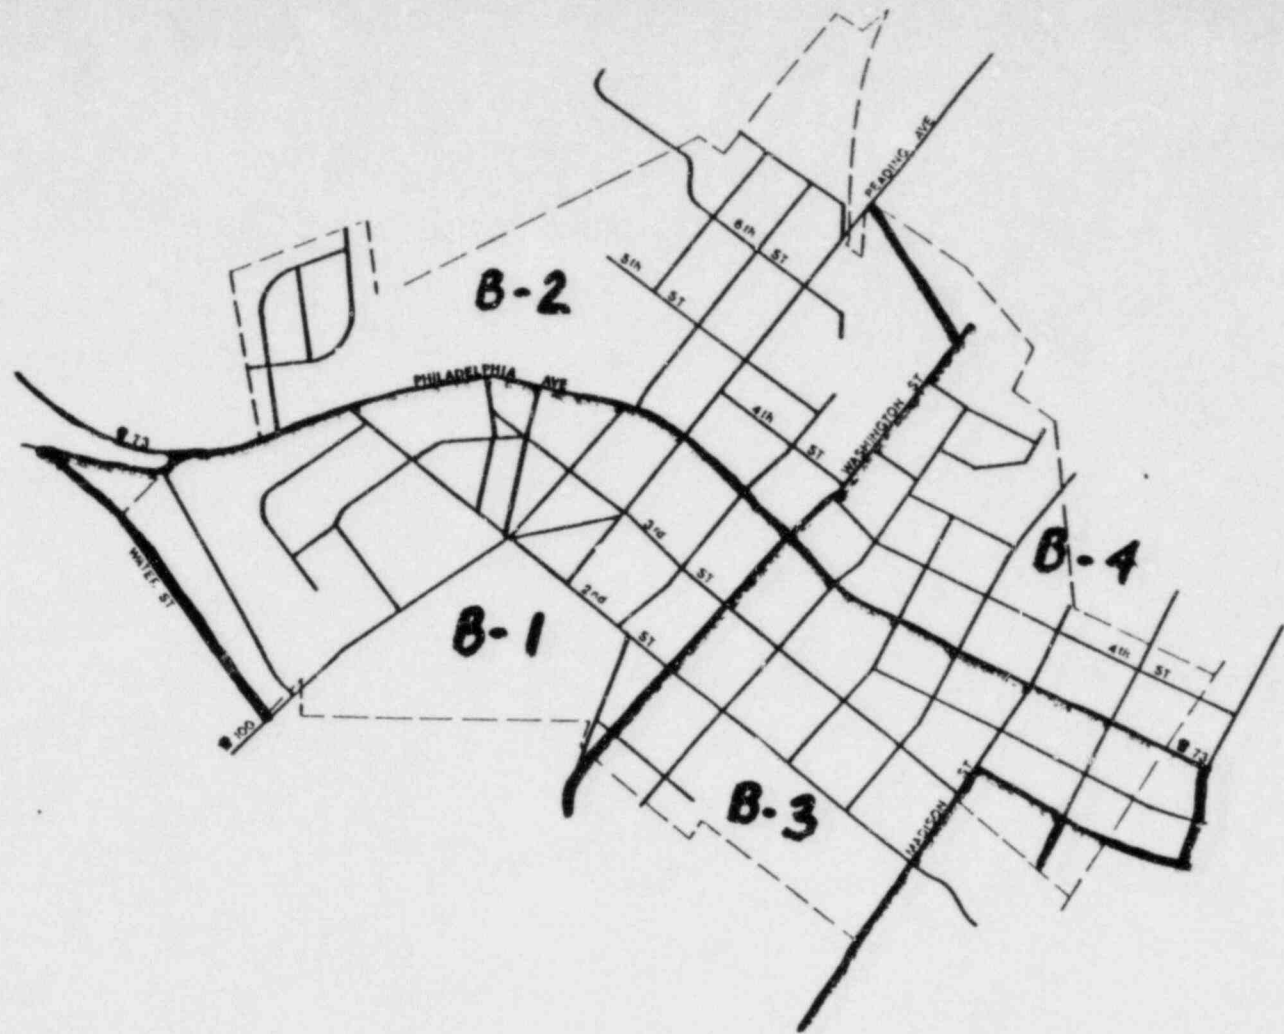 READING AVE
6th ST
5th ST
B-2
PHILADELPHIA AVE
4th ST
WASHINGTON ST
73
3rd ST
WATER ST
B-4
2nd ST
B-1
4th ST
100
73
B-3
MADISON ST